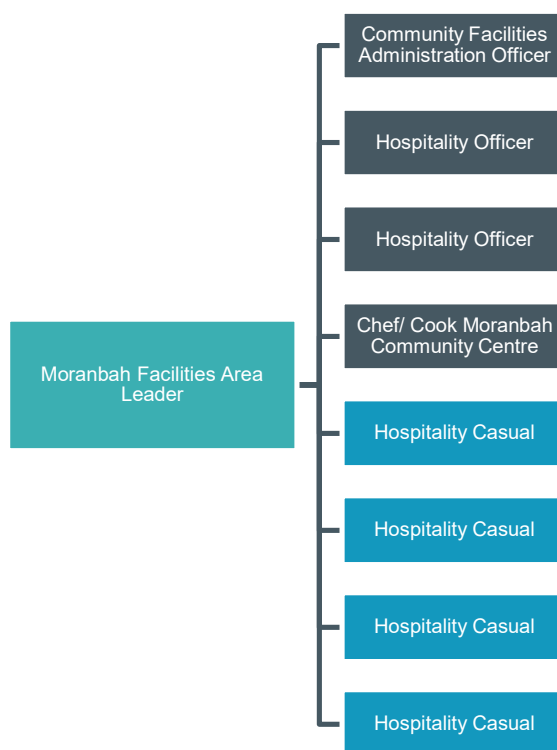 Community Facilities
Administration Officer
Hospitality Officer
Hospitality Officer
Chef/ Cook Moranbah
Community Centre
Moranbah Facilities Area
Leader
Hospitality Casual
Hospitality Casual
Hospitality Casual
Hospitality Casual